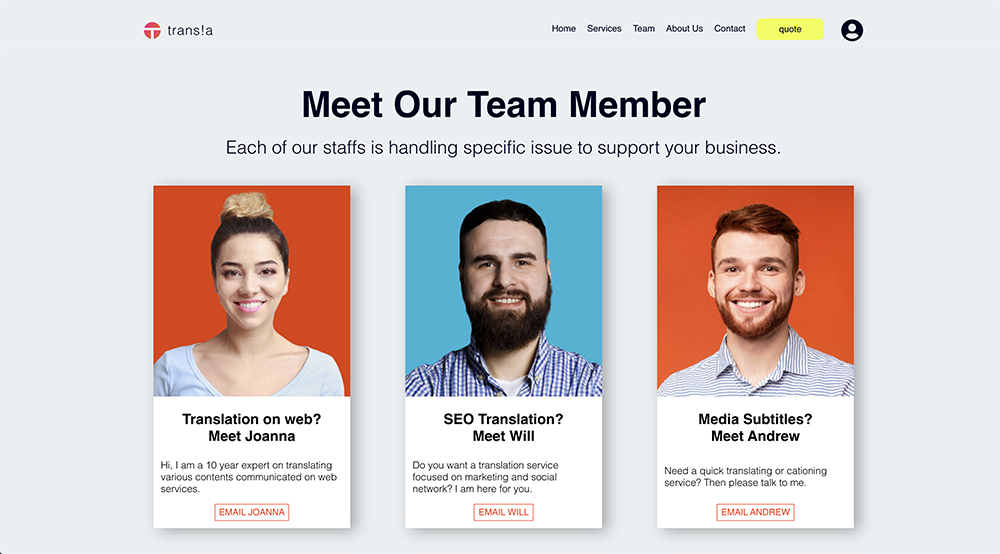 trans!a
Home Services Team About Us Contact quote
Meet Our Team Member
Each of our staffs is handling specific issue to support your business.
Translation on web?
Meet Joanna
Hi, I am a 10 year expert on translating
various contents communicated on web
services.
EMAIL JOANNA
SEO Translation?
Meet Will
Do you want a translation service
focused on marketing and social
network? I am here for you.
EMAIL WILL
Media Subtitles?
Meet Andrew
Need a quick translating or cationing
service? Then please talk to me.
EMAIL ANDREW